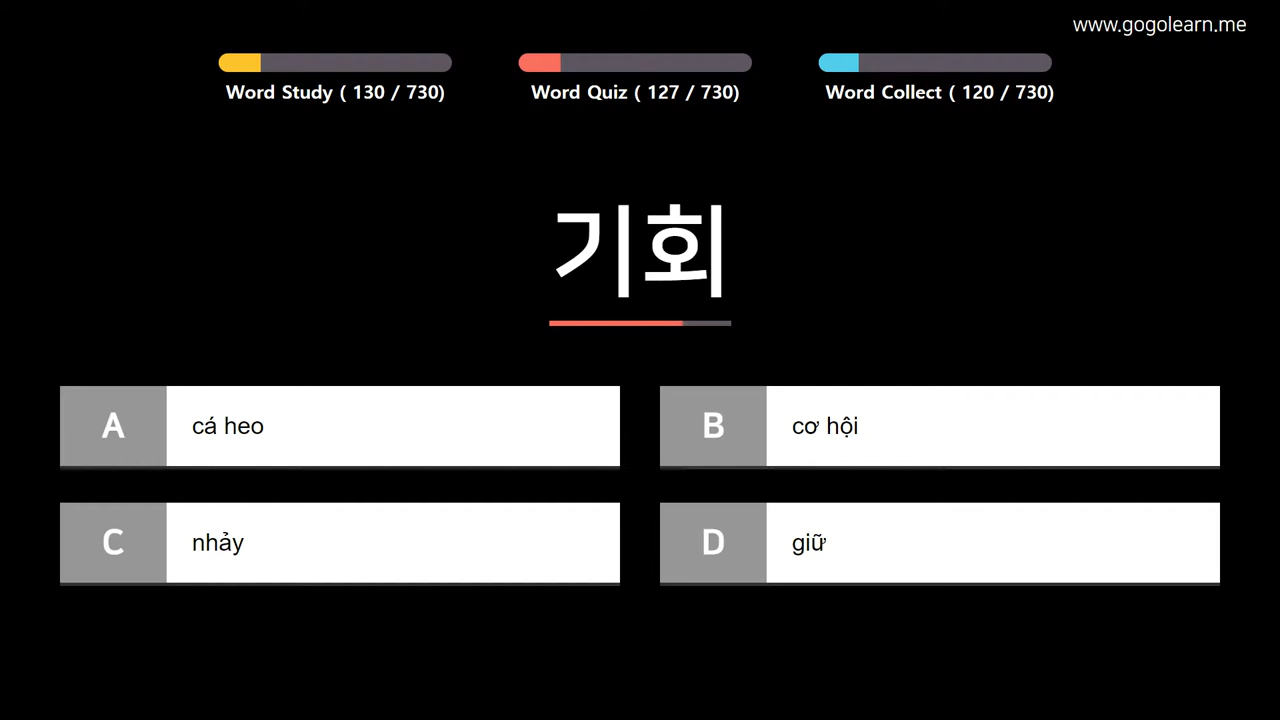 www.gogolearn.me
Word Study ( 130 / 730)
Word Quiz ( 127 / 730)
Word Collect ( 120 / 730)
기회
A cá heo
B cơ hội
C nhảy
D giữ